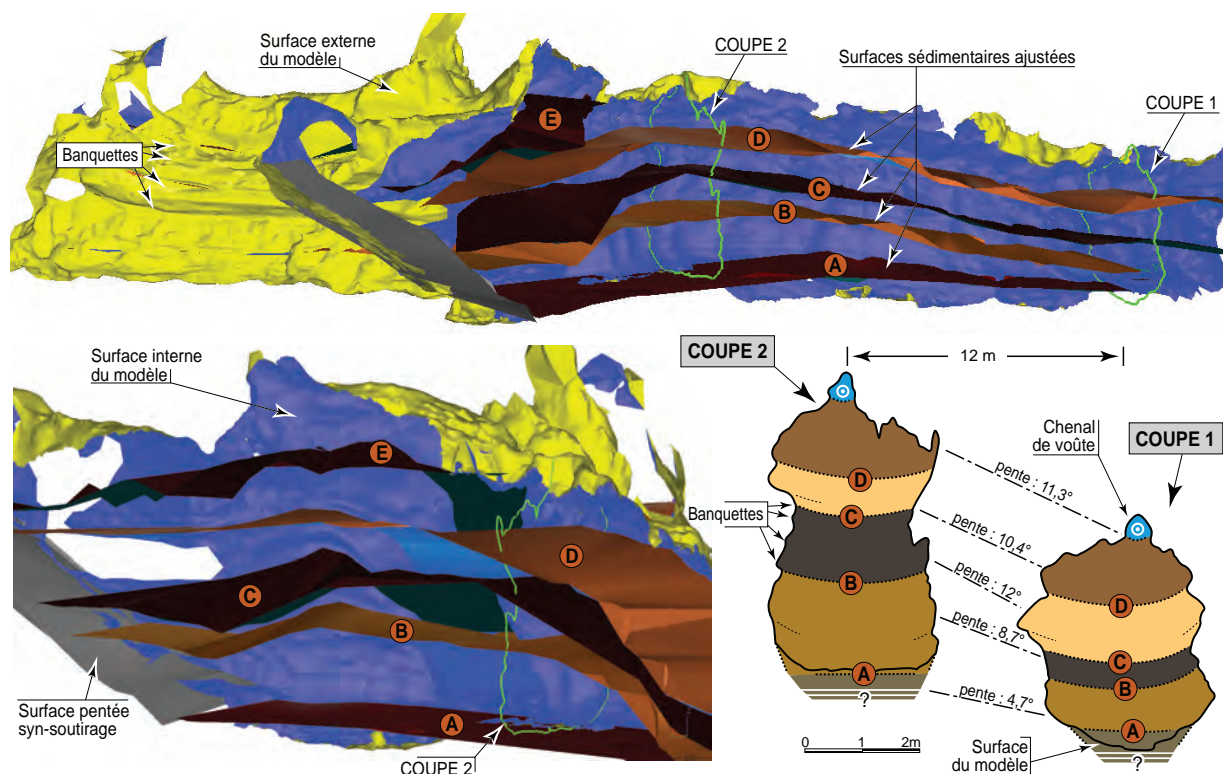 Surface externe
du modèle
COUPE 2
Surfaces sédimentaires ajustées
COUPE 1
Banquettes
E
D
C
B
A
Surface interne
du modèle
E
D
C
B
A
Surface pentée
syn-soutirage
COUPE 2
COUPE 2
12 m
Chenal
de voûte
COUPE 1
pente : 11,3°
D
Banquettes
C
pente : 10,4°
B
pente : 12°
D
pente : 8,7°
C
B
A
pente : 4,7°
A
?
0 1 2m
Surface
du modèle
?